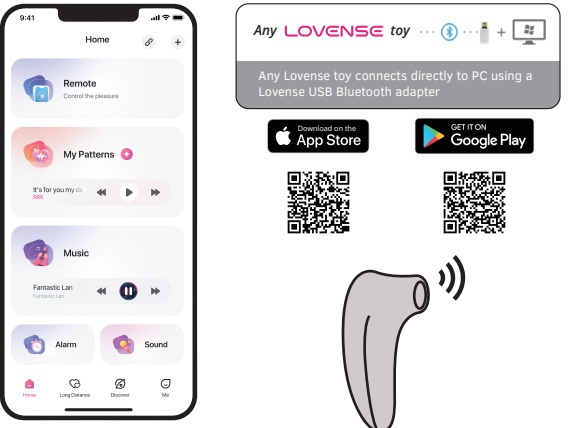 9:41
Home
Remote
Control the pleasure
My Patterns
It's for you my de
Fantastic Lan
Music
Fantastic Lan
Alarm
Sound
Home
Long Distance
Discover
Me
Any LOVENSE toy
Any Lovense toy connects directly to PC using a
Lovense USB Bluetooth adapter
Download on the
App Store
GET IT ON
Google Play